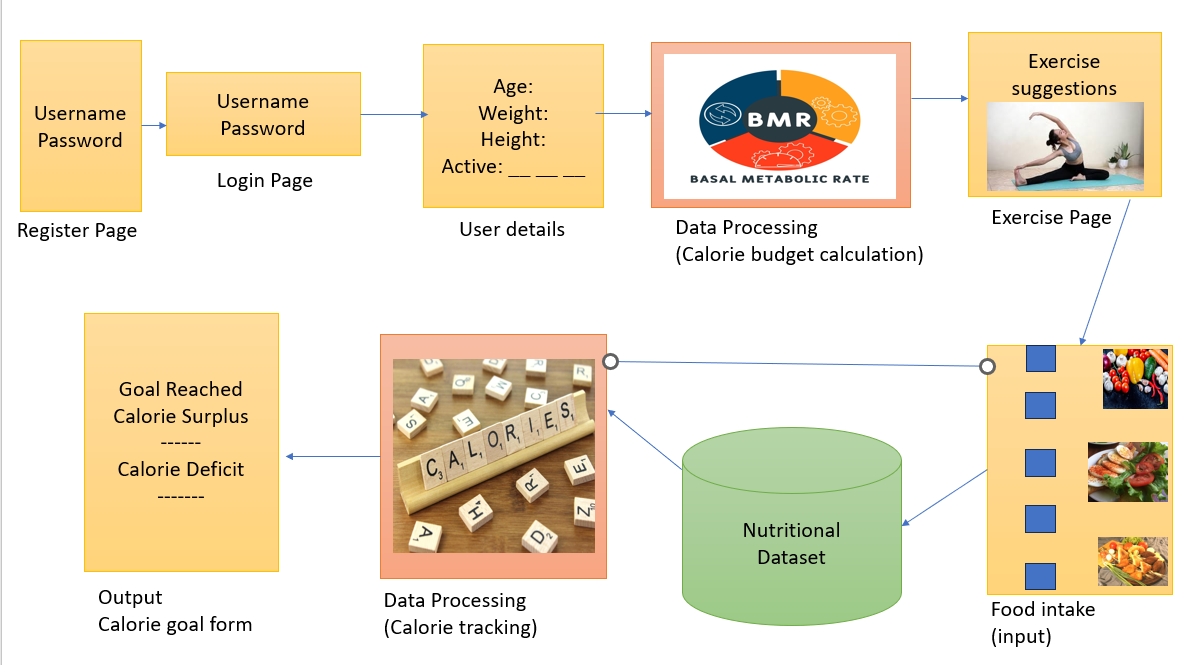 Username
Password
Register Page
Username
Password
Login Page
Age:
Weight:
Height:
Active: __ __ __
User details
BMR
BASAL METABOLIC RATE
Data Processing
(Calorie budget calculation)
Exercise
suggestions
Exercise Page
Goal Reached
Calorie Surplus
------
Calorie Deficit
-------
Output
Calorie goal form
CALORIES
Data Processing
(Calorie tracking)
Nutritional
Dataset
Food intake
(input)